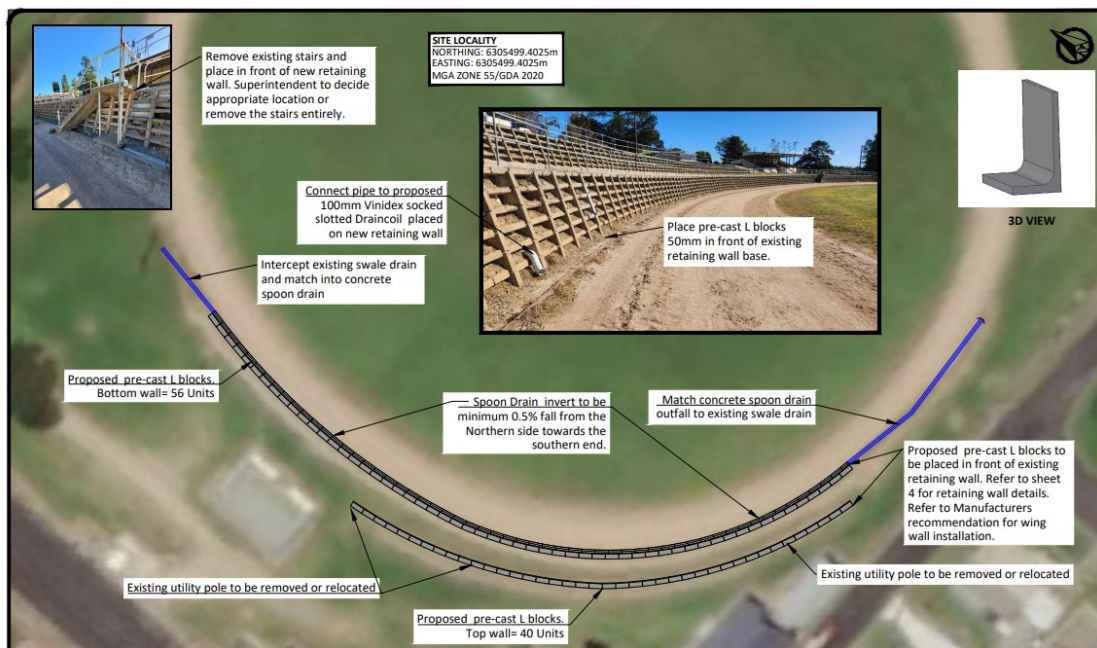 Remove existing stairs and
place in front of new retaining
wall. Superintendent to decide
appropriate location or
remove the stairs entirely.
SITE LOCALITY
NORTHING: 6305499.4025m
EASTING: 6305499.4025m
MGA ZONE 55/GDA 2020
3D VIEW
Connect pipe to proposed
100mm Vinidex socked
slotted Draincoil placed
on new retaining wall
Place pre-cast L blocks
50mm in front of existing
retaining wall base.
Intercept existing swale drain
and match into concrete
spoon drain
Proposed pre-cast L blocks.
Bottom wall= 56 Units
Spoon Drain invert to be
minimum 0.5% fall from the
Northern side towards the
southern end.
Match concrete spoon drain
outfall to existing swale drain
Proposed pre-cast L blocks to
be placed in front of existing
retaining wall. Refer to sheet
4 for retaining wall details.
Refer to Manufacturers
recommendation for wing
wall installation.
Existing utility pole to be removed or relocated
Existing utility pole to be removed or relocated
Proposed pre-cast L blocks.
Top wall= 40 Units